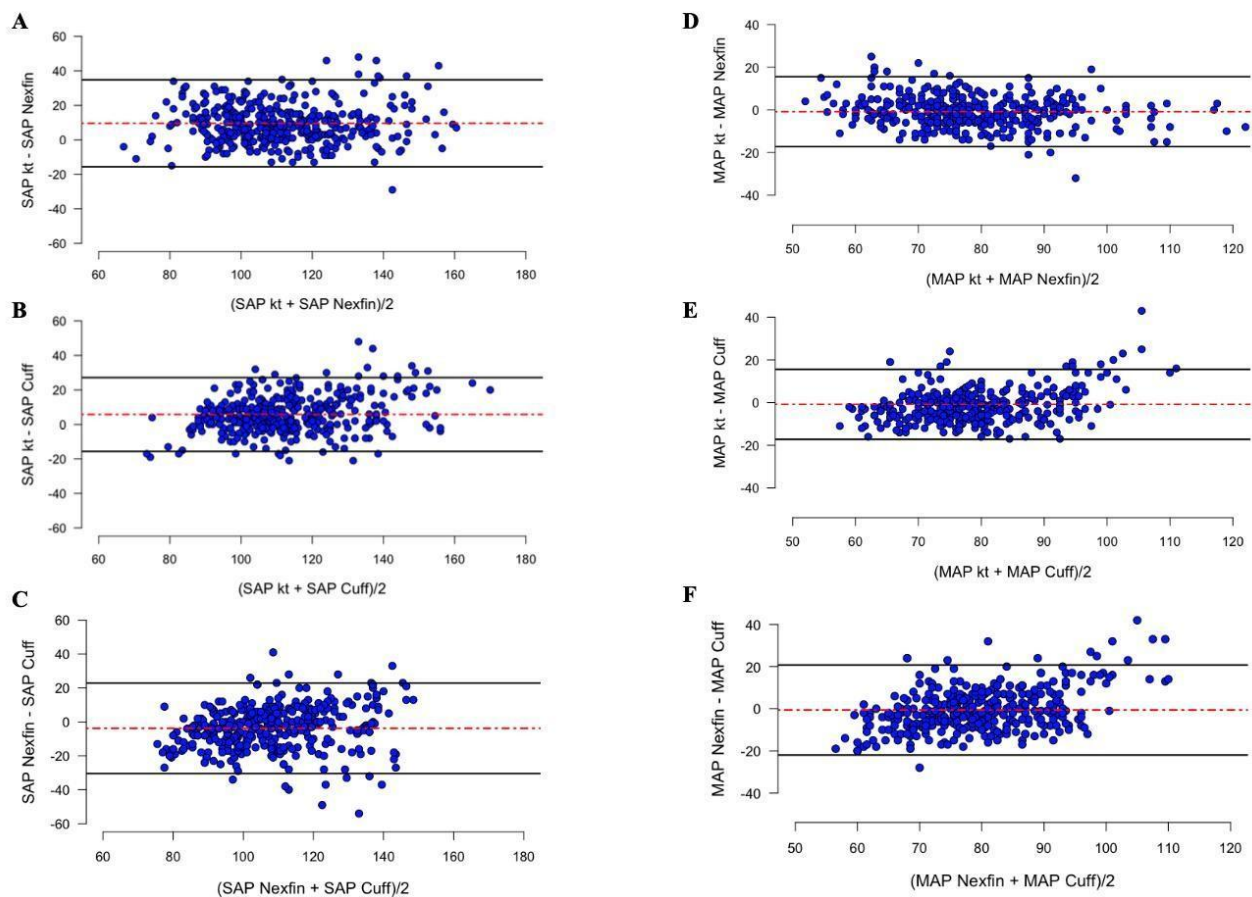 A
60
40
20
0
-20
-40
-60
SAP kt - SAP Nexfin
60 80 100 120 140 160 180
(SAP kt + SAP Nexfin)/2
B
60
40
20
0
-20
-40
-60
SAP kt - SAP Cuff
60 80 100 120 140 160 180
(SAP kt + SAP Cuff)/2
C
60
40
20
0
-20
-40
-60
SAP Nexfin - SAP Cuff
60 80 100 120 140 160 180
(SAP Nexfin + SAP Cuff)/2
D
40
20
0
-20
-40
MAP kt - MAP Nexfin
50 60 70 80 90 100 110 120
(MAP kt + MAP Nexfin)/2
E
40
20
0
-20
-40
MAP kt - MAP Cuff
50 60 70 80 90 100 110 120
(MAP kt + MAP Cuff)/2
F
40
20
0
-20
-40
MAP Nexfin - MAP Cuff
50 60 70 80 90 100 110 120
(MAP Nexfin + MAP Cuff)/2